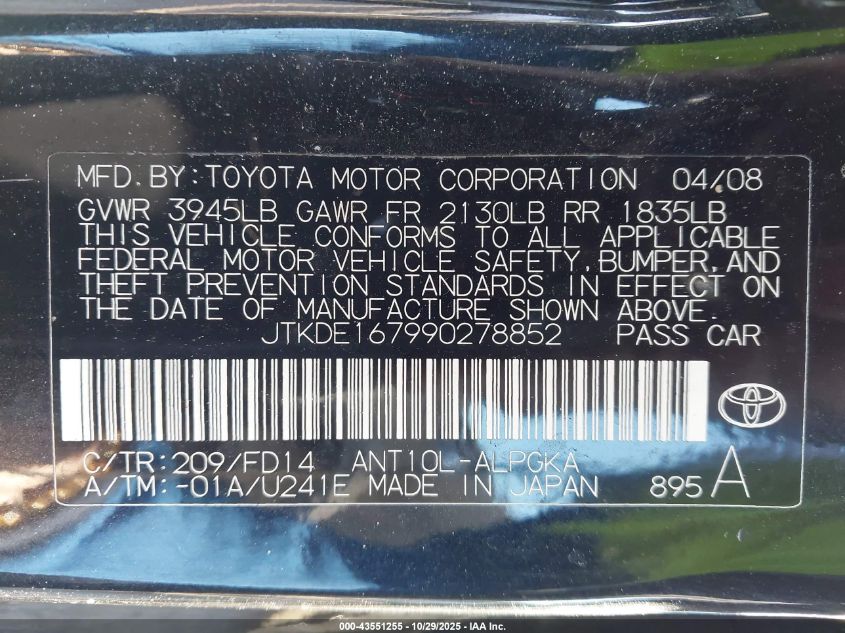 MFD. BY: TOYOTA MOTOR CORPORATION 04/08
GVWR 3945LB GAWR FR 2130LB RR 1835LB
THIS VEHICLE CONFORMS TO ALL APPLICABLE
FEDERAL MOTOR VEHICLE SAFETY, BUMPER, AND
THEFT PREVENTION STANDARDS IN EFFECT ON
THE DATE OF MANUFACTURE SHOWN ABOVE.
JTKDE167990278852 PASS CAR
C/TR: 209/FD14 ANT10L-ALPGKA
A/TM: -01A/U241E MADE IN JAPAN 895 A
000-43551255 - 10/29/2025 - IAA Inc.